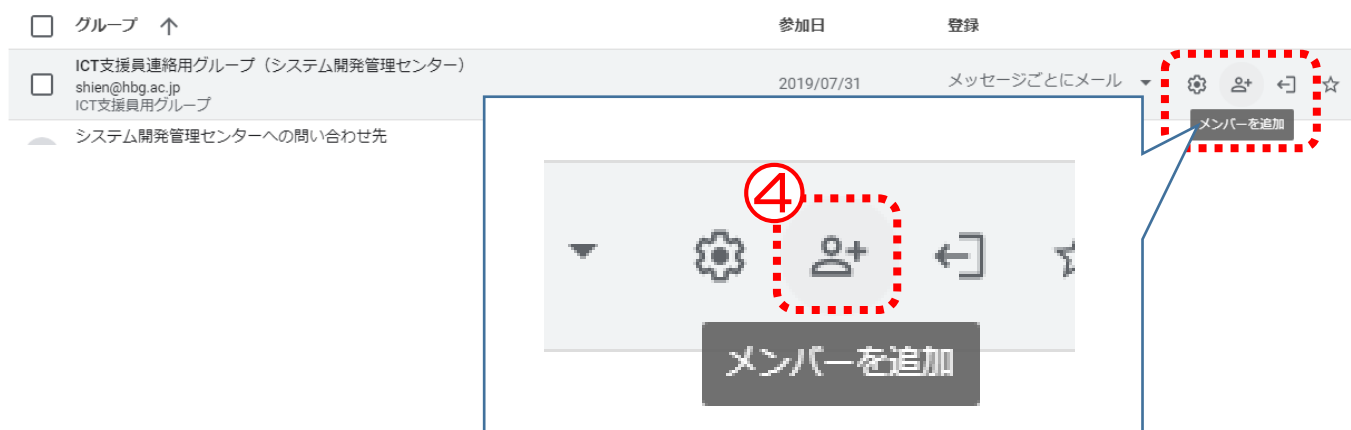 グループ ↑ 参加日 登録
ICT支援員連絡用グループ（システム開発管理センター）
shien@hbg.ac.jp 2019/07/31 メッセージごとにメール
ICT支援員用グループ
メンバーを追加
システム開発管理センターへの問い合わせ先
④
メンバーを追加